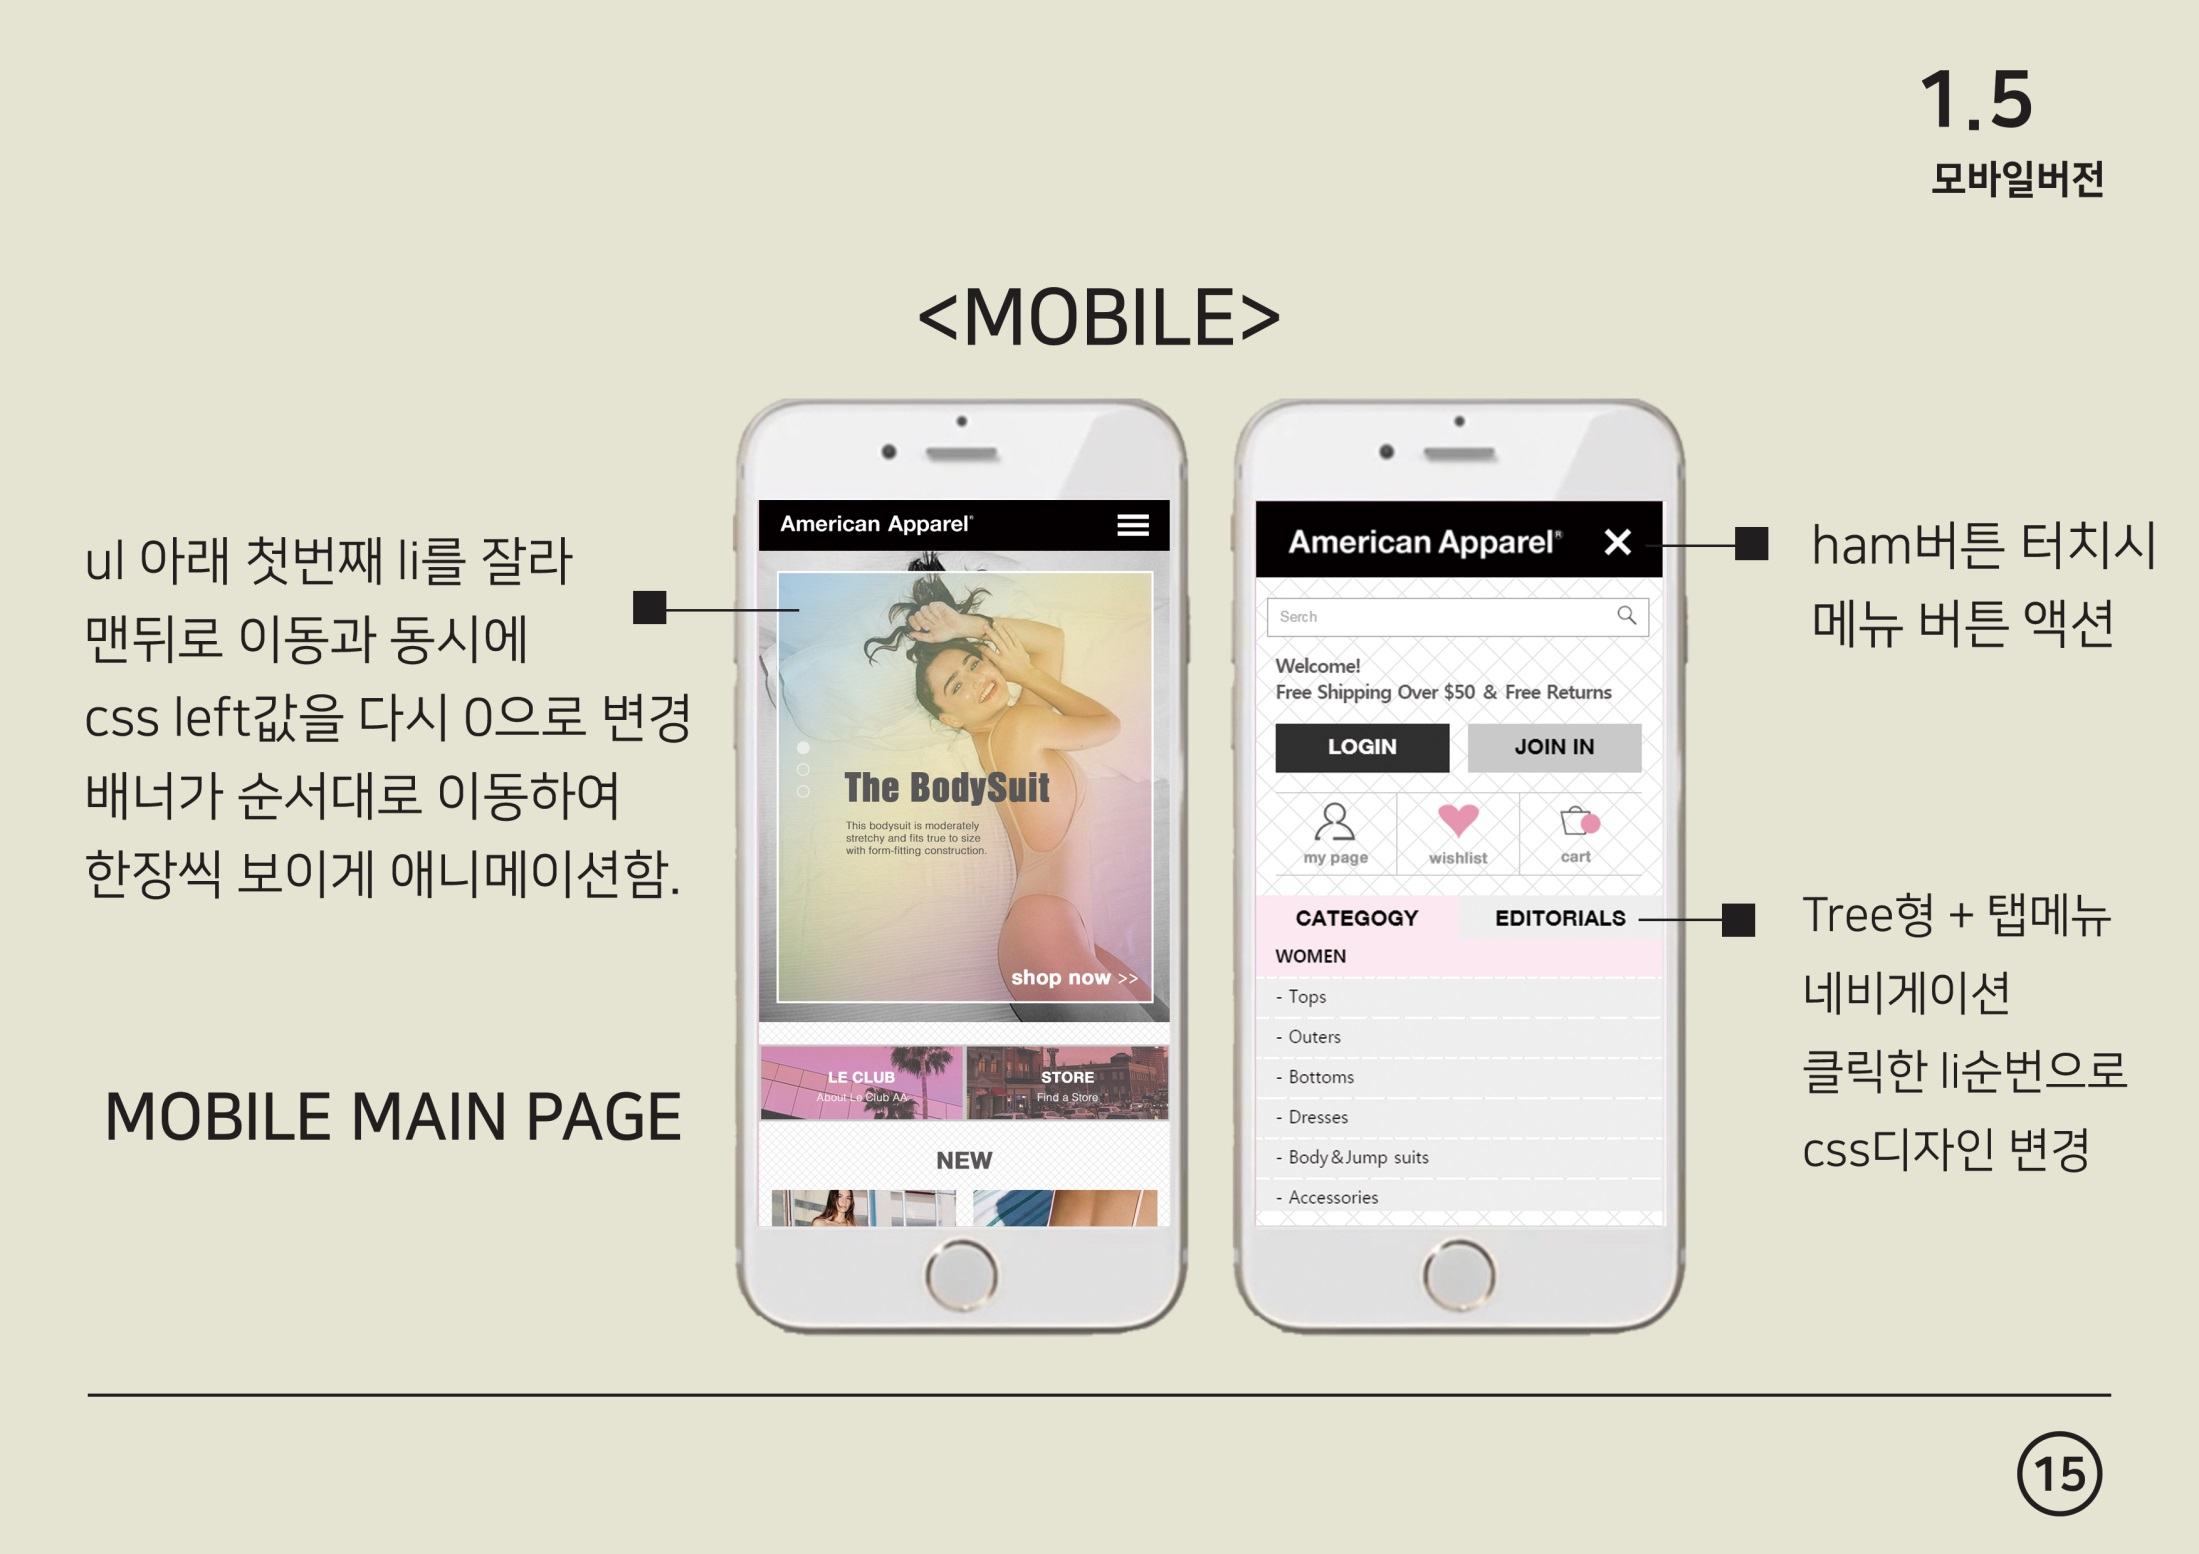 1.5
모바일버전
<MOBILE>
ul 아래 첫번째 li를 잘라
맨뒤로 이동과 동시에
css left값을 다시 0으로 변경
배너가 순서대로 이동하여
한장씩 보이게 애니메이션함.
MOBILE MAIN PAGE
American Apparel®
The BodySuit
This bodysuit is moderately
stretchy and fits true to size
with form-fitting construction.
shop now >>
LE CLUB
About Le Club AA
STORE
Find a Store
NEW
American Apparel®
Serch
Welcome!
Free Shipping Over $50 & Free Returns
LOGIN
JOIN IN
my page
wishlist
cart
CATEGOGY
EDITORIALS
WOMEN
- Tops
- Outers
- Bottoms
- Dresses
- Body&Jump suits
- Accessories
ham버튼 터치시
메뉴 버튼 액션
Tree형 + 탭메뉴
네비게이션
클릭한 li순번으로
css디자인 변경
15